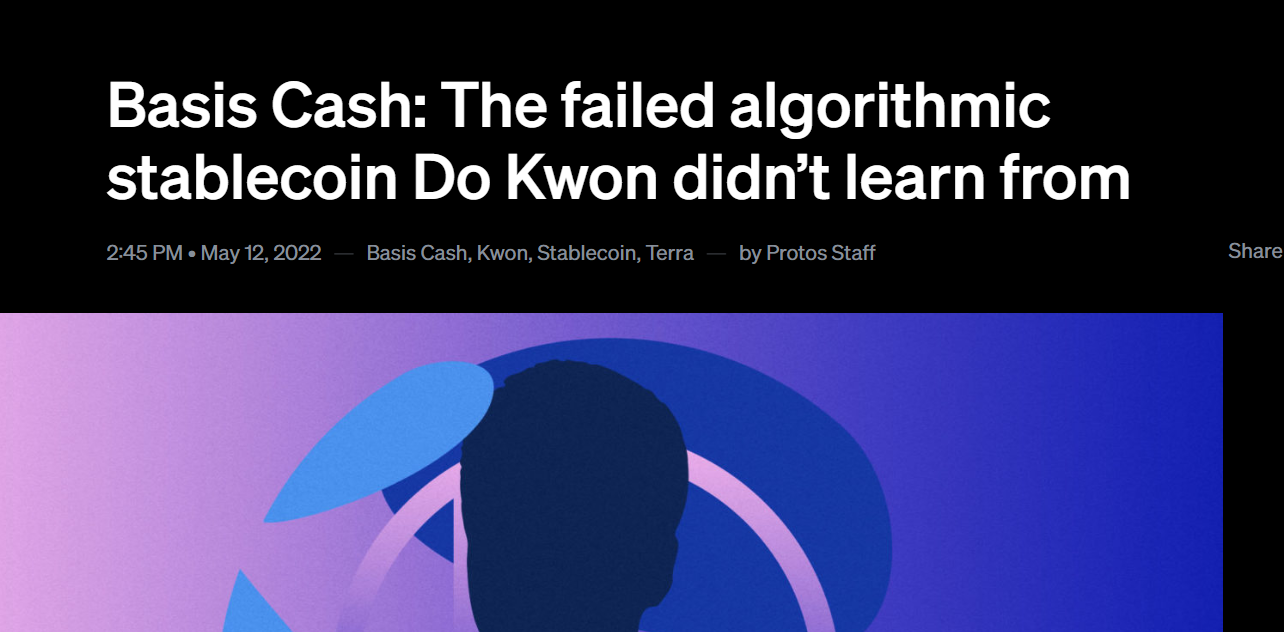 Basis Cash: The failed algorithmic
stablecoin Do Kwon didn’t learn from
2:45 PM • May 12, 2022 — Basis Cash, Kwon, Stablecoin, Terra — by Protos Staff
Share